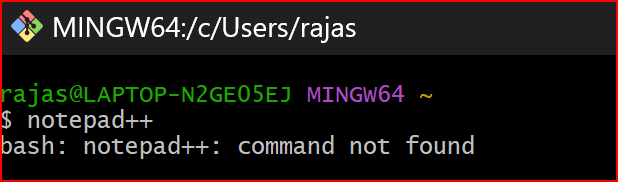 MINGW64:/c/Users/rajas
rajas@LAPTOP-N2GE05EJ MINGW64 ~
$ notepad++
bash: notepad++: command not found